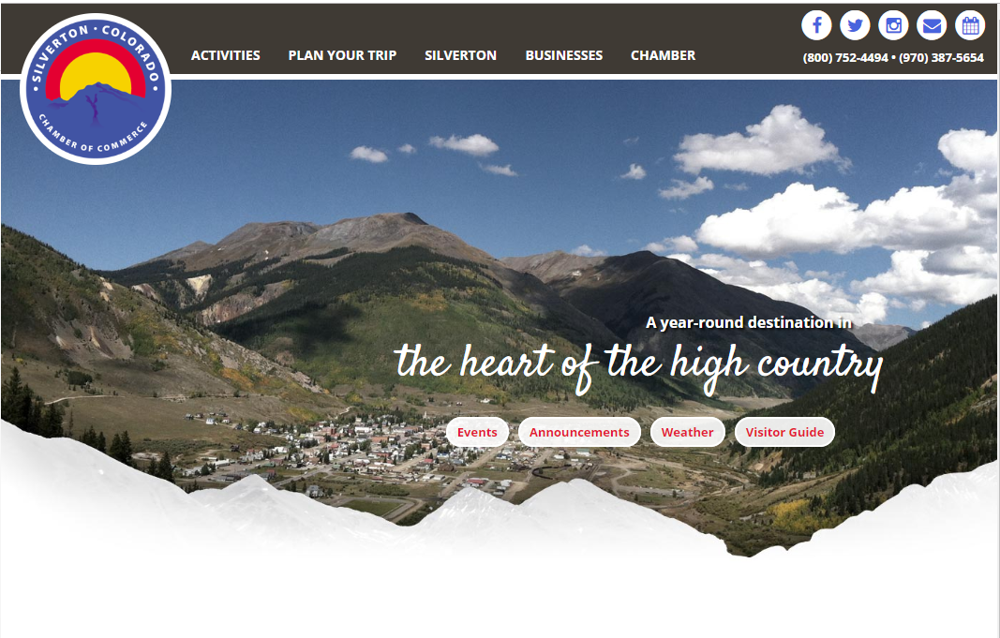 SILVERTON · COLORADO
CHAMBER OF COMMERCE
ACTIVITIES PLAN YOUR TRIP SILVERTON BUSINESSES CHAMBER
(800) 752-4494 • (970) 387-5654
A year-round destination in
the heart of the high country
Events Announcements Weather Visitor Guide